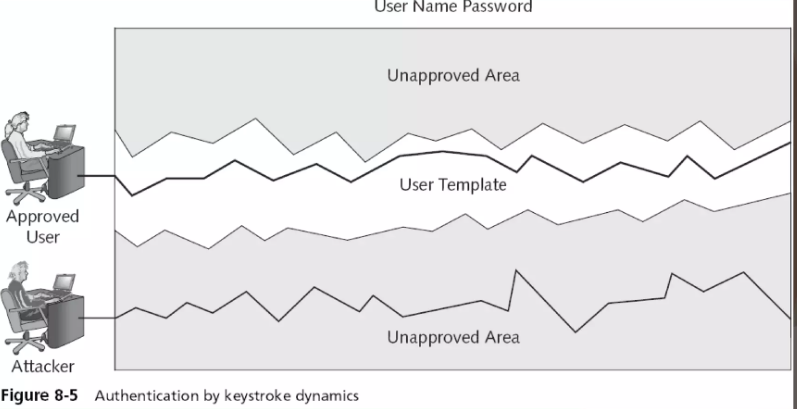 User Name Password
Unapproved Area
User Template
Approved
User
Unapproved Area
Attacker
Figure 8-5 Authentication by keystroke dynamics